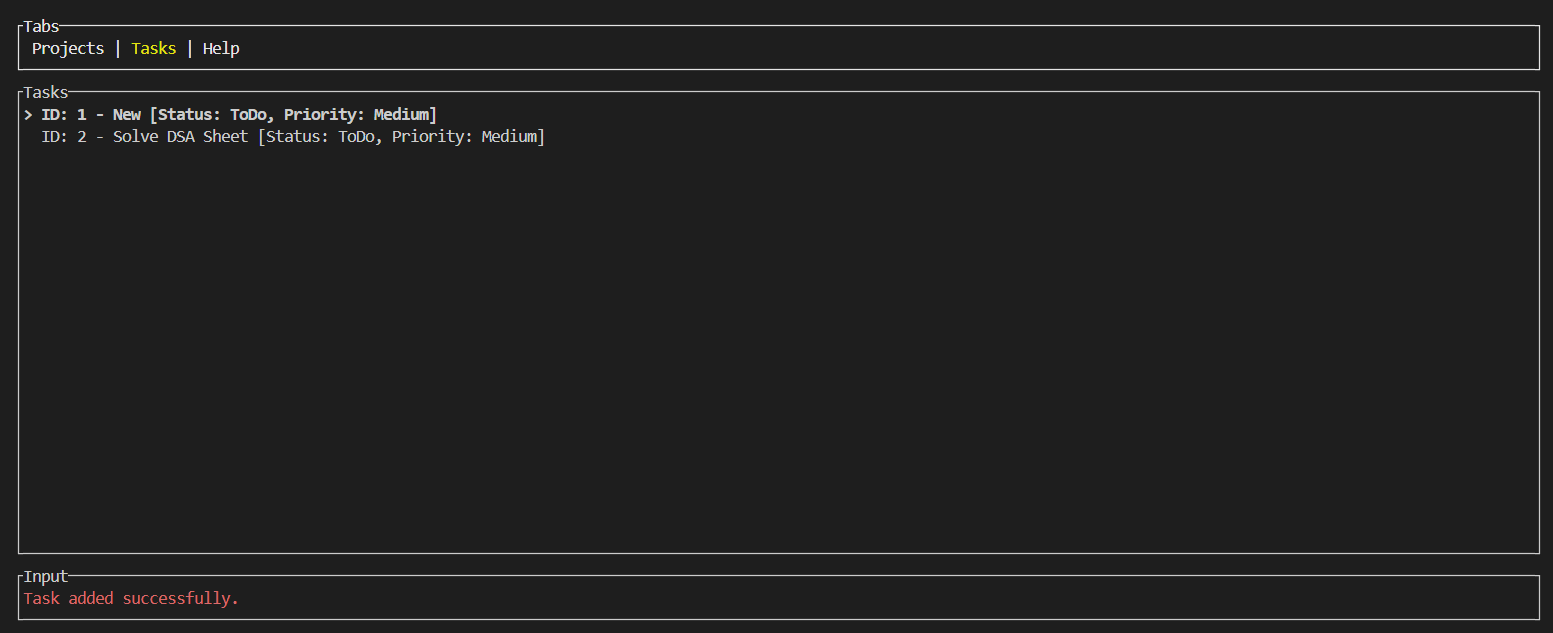 Tabs
Projects | Tasks | Help
Tasks
> ID: 1 - New [Status: ToDo, Priority: Medium]
ID: 2 - Solve DSA Sheet [Status: ToDo, Priority: Medium]
Input
Task added successfully.